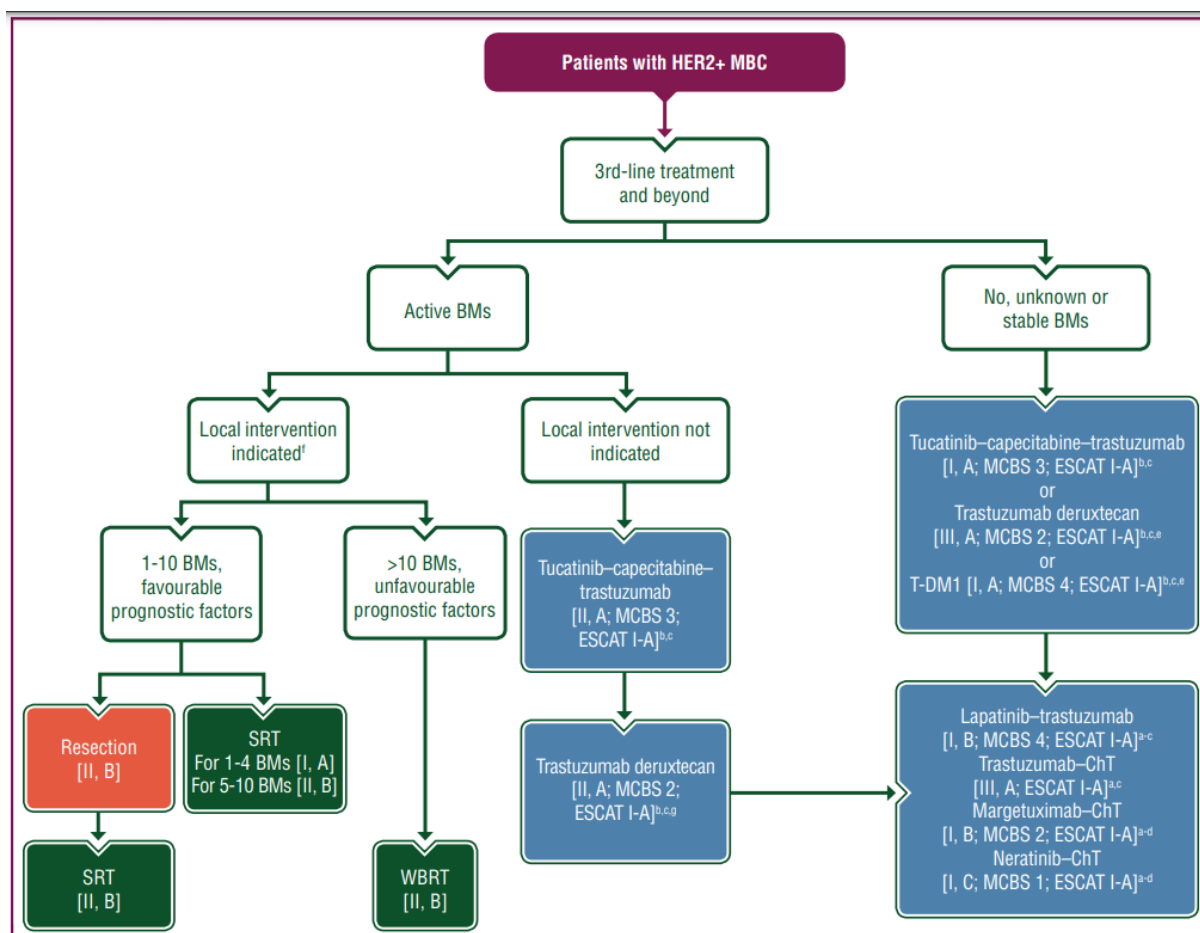 Patients with HER2+ MBC
3rd-line treatment
and beyond
Active BMs
No, unknown or
stable BMs
Local intervention
indicatedᶠ
Local intervention not
indicated
1-10 BMs,
favourable
prognostic factors
>10 BMs,
unfavourable
prognostic factors
Resection
[II, B]
SRT
For 1-4 BMs [I, A]
For 5-10 BMs [II, B]
SRT
[II, B]
WBRT
[II, B]
Tucatinib–capecitabine–
trastuzumab
[II, A; MCBS 3;
ESCAT I-A]ᵇ,ᶜ
Trastuzumab deruxtecan
[II, A; MCBS 2;
ESCAT I-A]ᵇ,ᶜ,ᵍ
Tucatinib–capecitabine–trastuzumab
[I, A; MCBS 3; ESCAT I-A]ᵇ,ᶜ
or
Trastuzumab deruxtecan
[III, A; MCBS 2; ESCAT I-A]ᵇ,ᶜ,ᵉ
or
T-DM1 [I, A; MCBS 4; ESCAT I-A]ᵇ,ᶜ,ᵉ
Lapatinib–trastuzumab
[I, B; MCBS 4; ESCAT I-A]ᵃ⁻ᶜ
Trastuzumab–ChT
[III, A; ESCAT I-A]ᵃ,ᶜ
Margetuximab–ChT
[I, B; MCBS 2; ESCAT I-A]ᵃ⁻ᵈ
Neratinib–ChT
[I, C; MCBS 1; ESCAT I-A]ᵃ⁻ᵈ